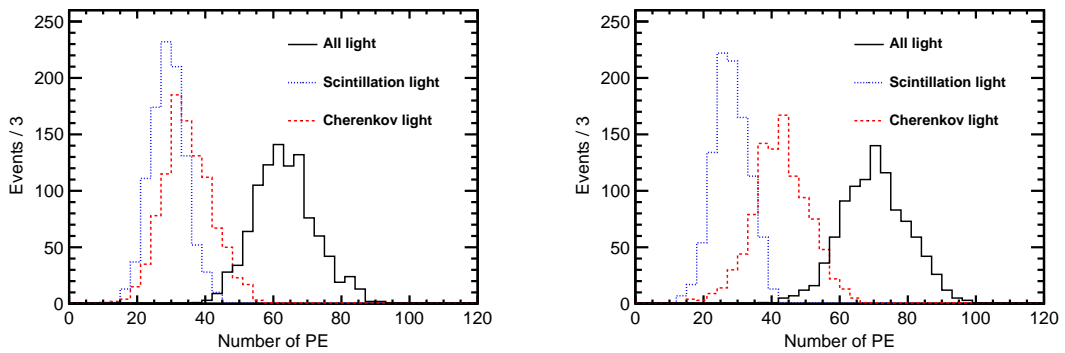 Events / 3
250
200
150
100
50
0
All light
Scintillation light
Cherenkov light
0 20 40 60 80 100 120
Number of PE
Events / 3
250
200
150
100
50
0
All light
Scintillation light
Cherenkov light
0 20 40 60 80 100 120
Number of PE